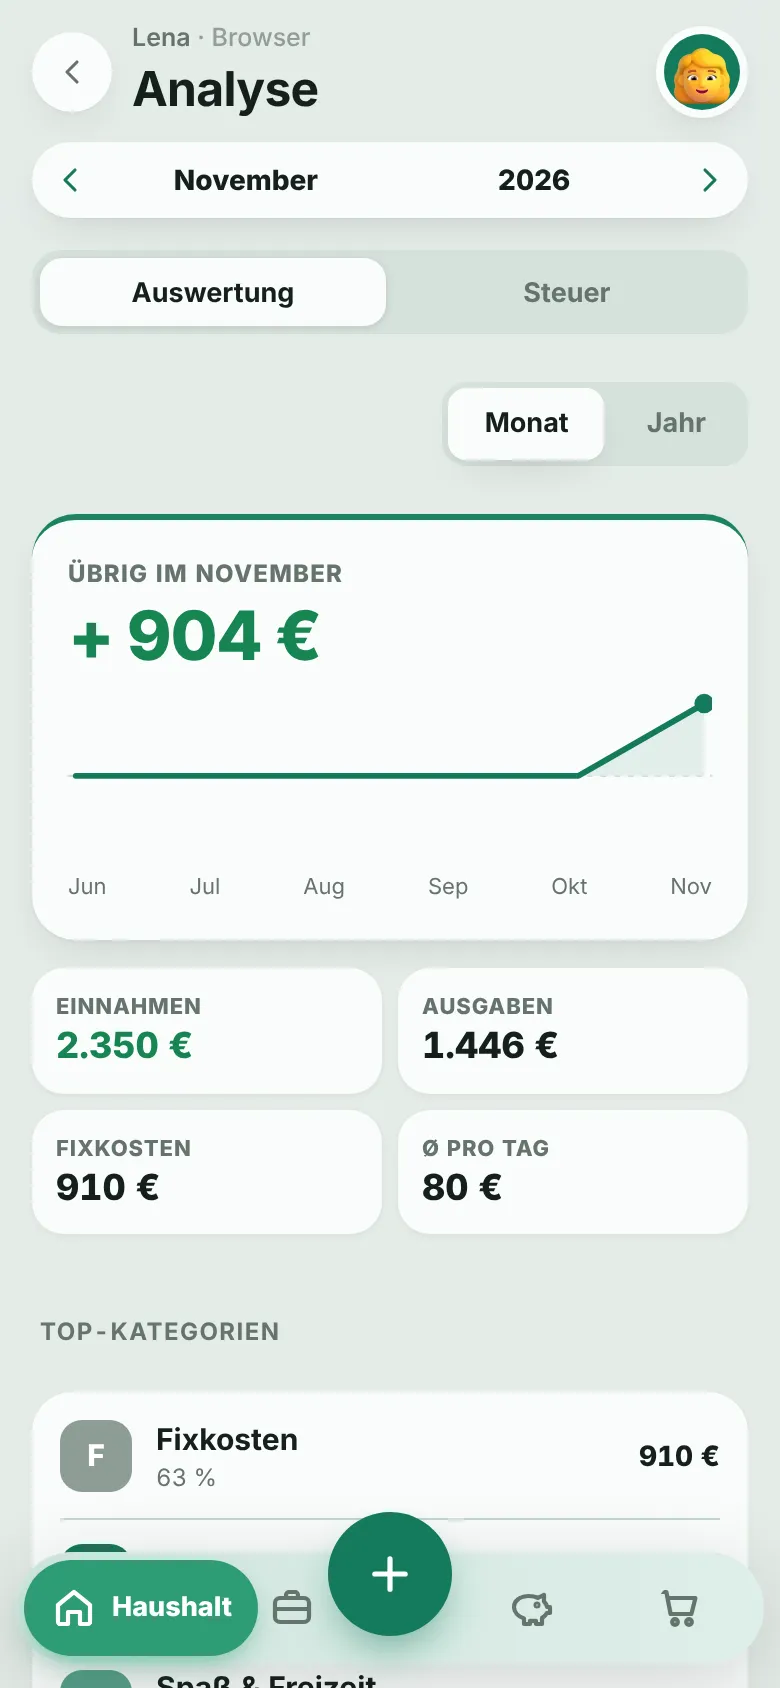 Lena · Browser
Analyse
November 2026
Auswertung Steuer
Monat Jahr
ÜBRIG IM NOVEMBER
+ 904 €
Jun Jul Aug Sep Okt Nov
EINNAHMEN
2.350 €
AUSGABEN
1.446 €
FIXKOSTEN
910 €
Ø PRO TAG
80 €
TOP-KATEGORIEN
F
Fixkosten
63 %
910 €
Haushalt
Spaß & Freizeit